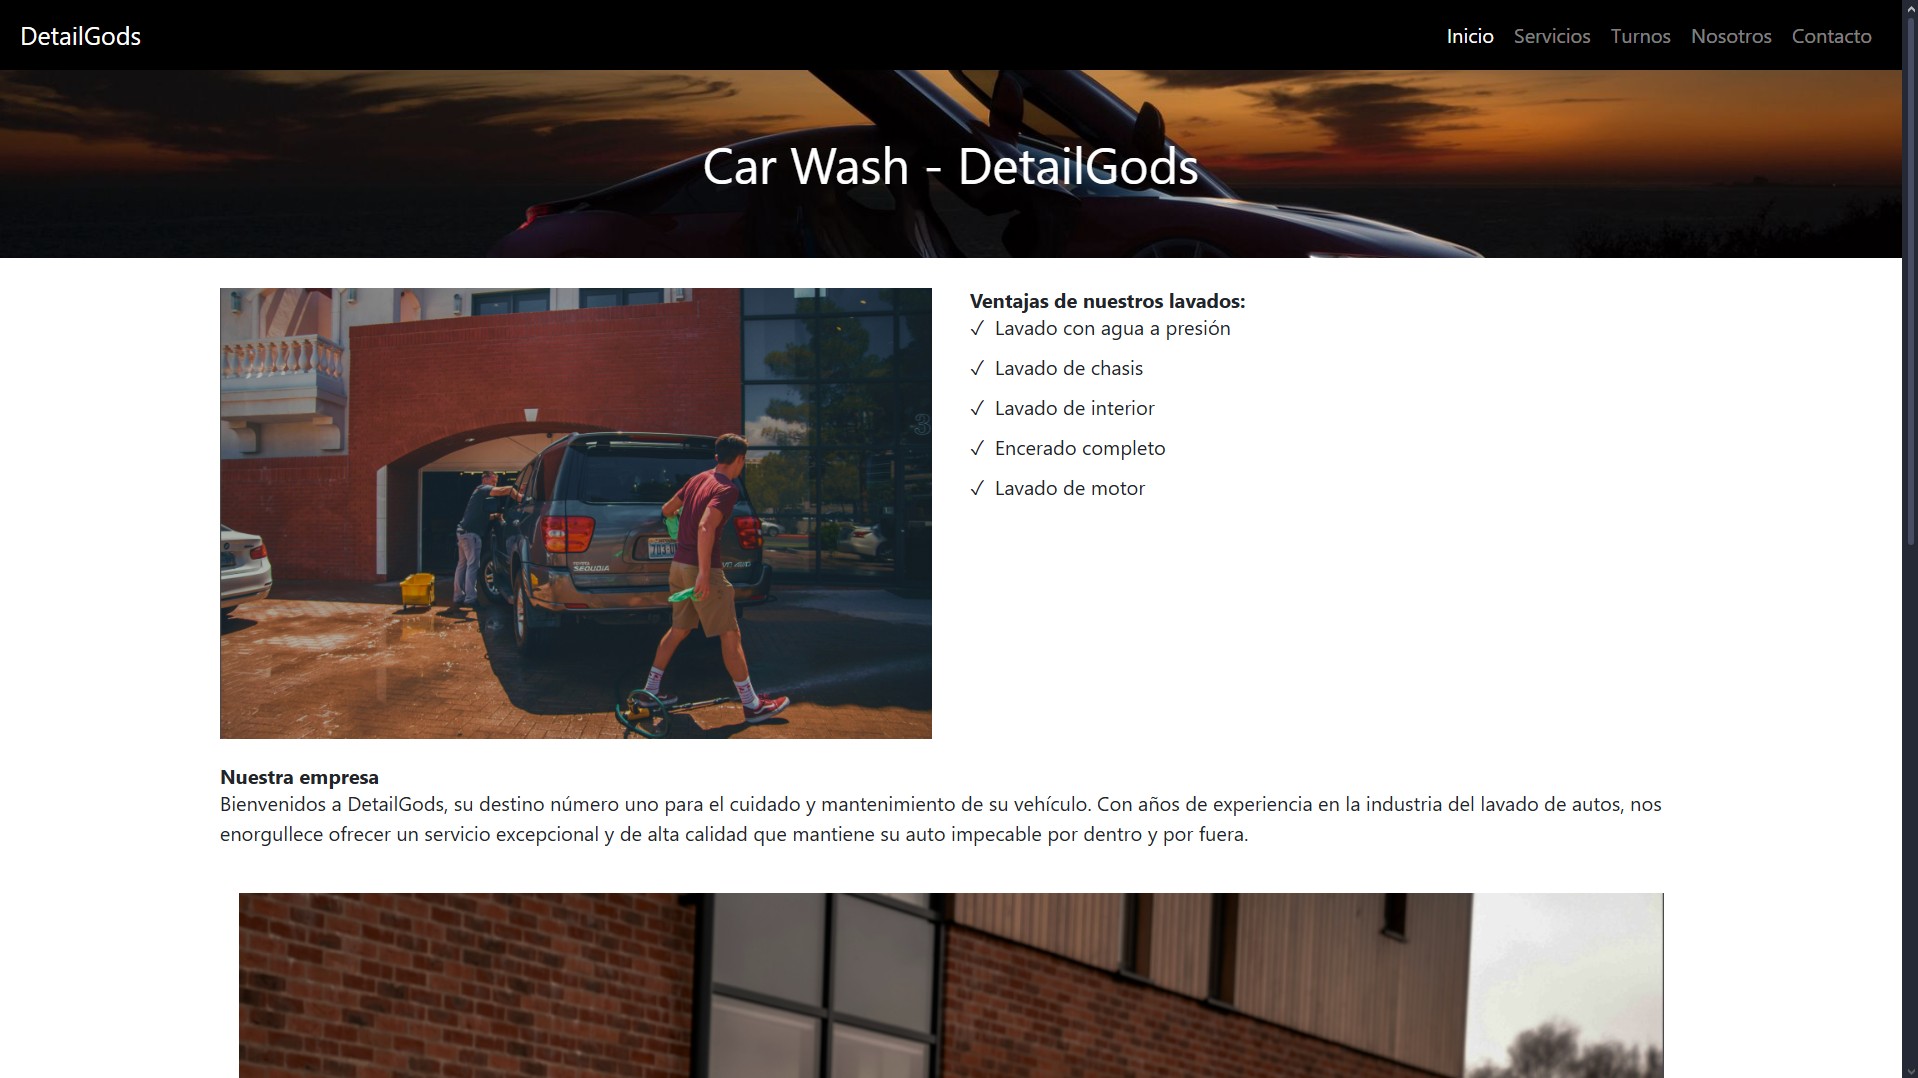 DetailGods
Inicio Servicios Turnos Nosotros Contacto
Car Wash - DetailGods
Ventajas de nuestros lavados:
✓ Lavado con agua a presión
✓ Lavado de chasis
✓ Lavado de interior
✓ Encerado completo
✓ Lavado de motor
SEQUOIA
Nuestra empresa
Bienvenidos a DetailGods, su destino número uno para el cuidado y mantenimiento de su vehículo. Con años de experiencia en la industria del lavado de autos, nos
enorgullece ofrecer un servicio excepcional y de alta calidad que mantiene su auto impecable por dentro y por fuera.